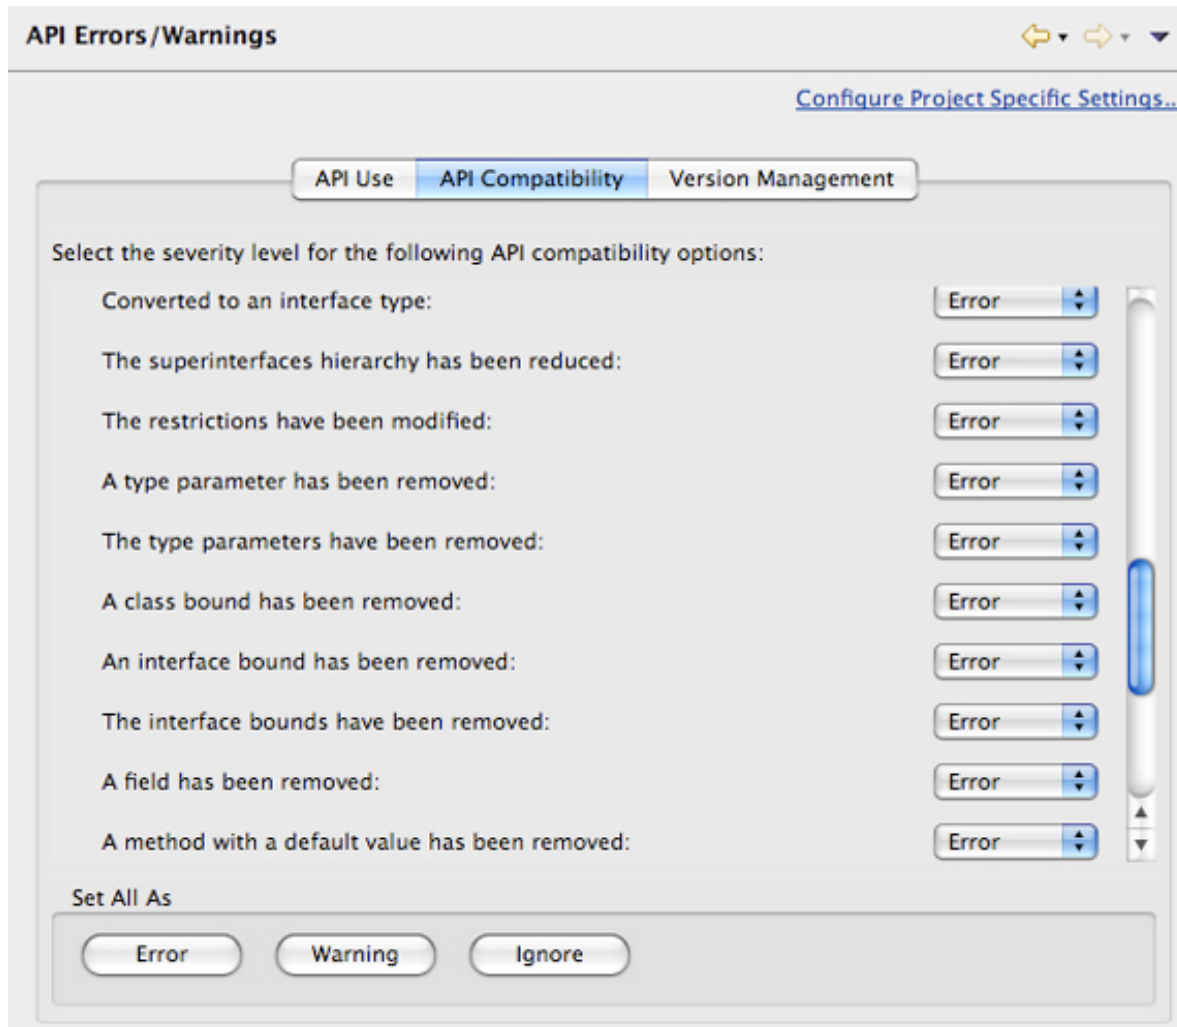 API Errors/Warnings
Configure Project Specific Settings..
API Use API Compatibility Version Management
Select the severity level for the following API compatibility options:
Converted to an interface type: Error
The superinterfaces hierarchy has been reduced: Error
The restrictions have been modified: Error
A type parameter has been removed: Error
The type parameters have been removed: Error
A class bound has been removed: Error
An interface bound has been removed: Error
The interface bounds have been removed: Error
A field has been removed: Error
A method with a default value has been removed: Error
Set All As
Error Warning Ignore